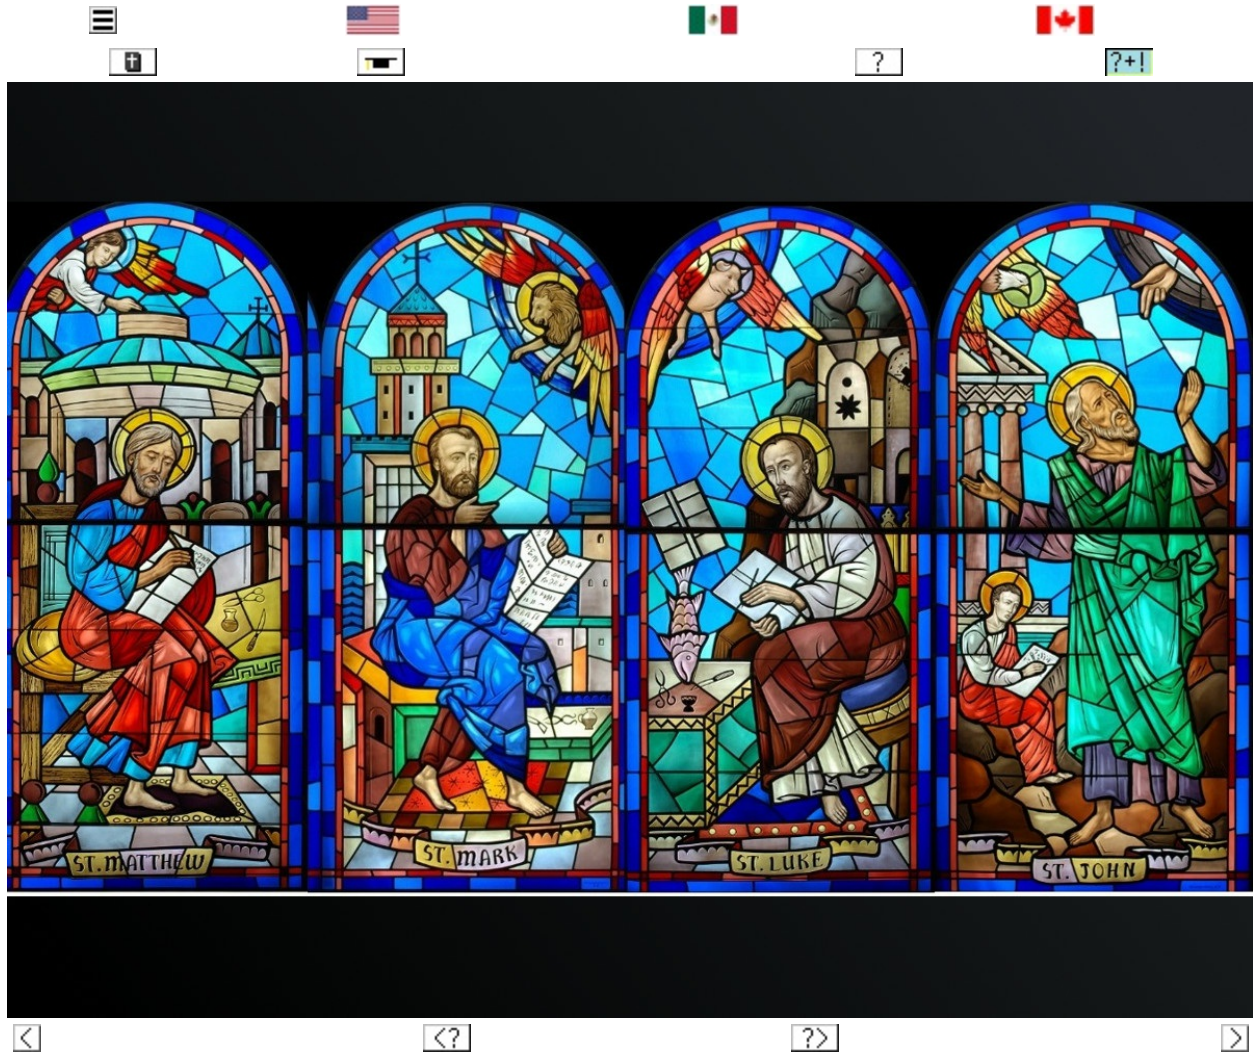 ?
?+!
ST. MATTHEW
ST. MARK
ST. LUKE
ST. JOHN
<
<?
?>
>